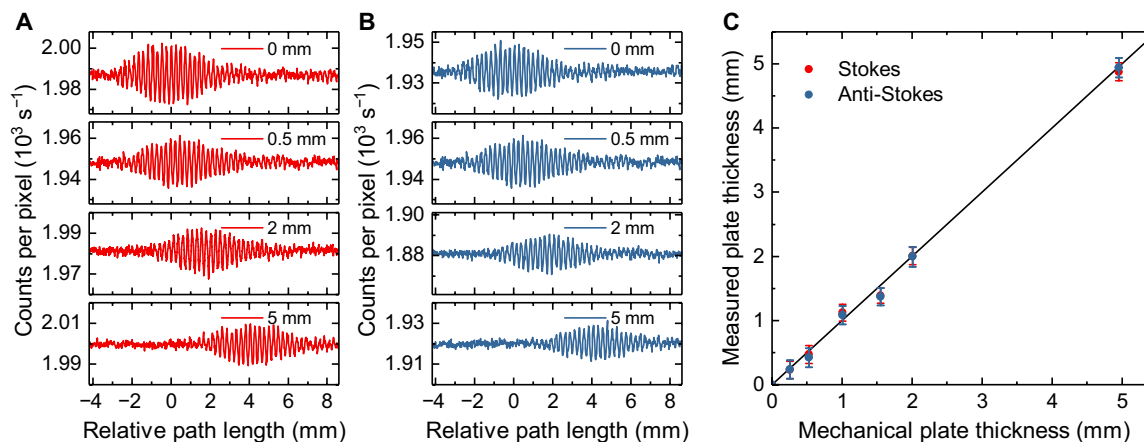 A
Counts per pixel (10³ s⁻¹)
2.00
1.98
0 mm
1.96
1.94
0.5 mm
1.99
1.97
2 mm
2.01
1.99
5 mm
−4 −2 0 2 4 6 8
Relative path length (mm)
B
Counts per pixel (10³ s⁻¹)
1.95
1.93
0 mm
1.96
1.94
0.5 mm
1.90
1.88
2 mm
1.93
1.91
5 mm
−4 −2 0 2 4 6 8
Relative path length (mm)
C
Measured plate thickness (mm)
5
4
3
2
1
0
Stokes
Anti-Stokes
0 1 2 3 4 5
Mechanical plate thickness (mm)